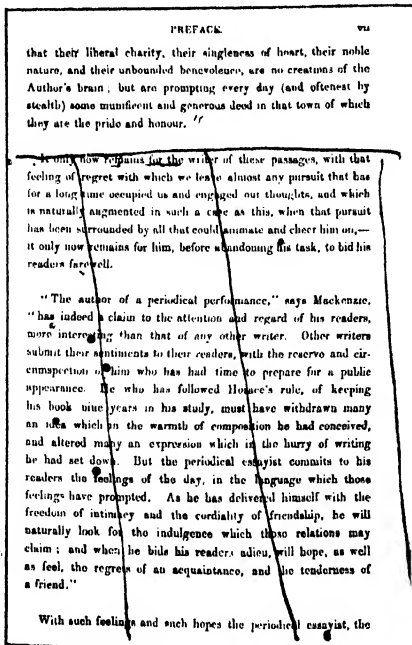 PREFACE. vii
that their liberal charity, their singleness of heart, their noble
nature, and their unbounded benevolence, are no creations of the
Author's brain; but are prompting every day (and oftenest by
stealth) some munificent and generous deed in that town of which
they are the pride and honour.
It only now remains for the writer of these passages, with that
feeling of regret with which we leave almost any pursuit that has
for a long time occupied us and engaged our thoughts, and which
is naturally augmented in such a case as this, when that pursuit
has been surrounded by all that could animate and cheer him on,—
it only now remains for him, before abandoning his task, to bid his
readers farewell.
"The author of a periodical performance," says Mackenzie,
"has indeed a claim to the attention and regard of his readers,
more interesting than that of any other writer. Other writers
submit their sentiments to their readers, with the reserve and cir-
cumspection of him who has had time to prepare for a public
appearance. He who has followed Horace's rule, of keeping
his book nine years in his study, must have withdrawn many
an idea which in the warmth of composition he had conceived,
and altered many an expression which in the hurry of writing
he had set down. But the periodical essayist commits to his
readers the feelings of the day, in the language which those
feelings have prompted. As he has delivered himself with the
freedom of intimacy and the cordiality of friendship, he will
naturally look for the indulgence which those relations may
claim; and when he bids his readers adieu, will hope, as well
as feel, the regrets of an acquaintance, and the tenderness of
a friend."
With such feelings and such hopes the periodical essayist, the